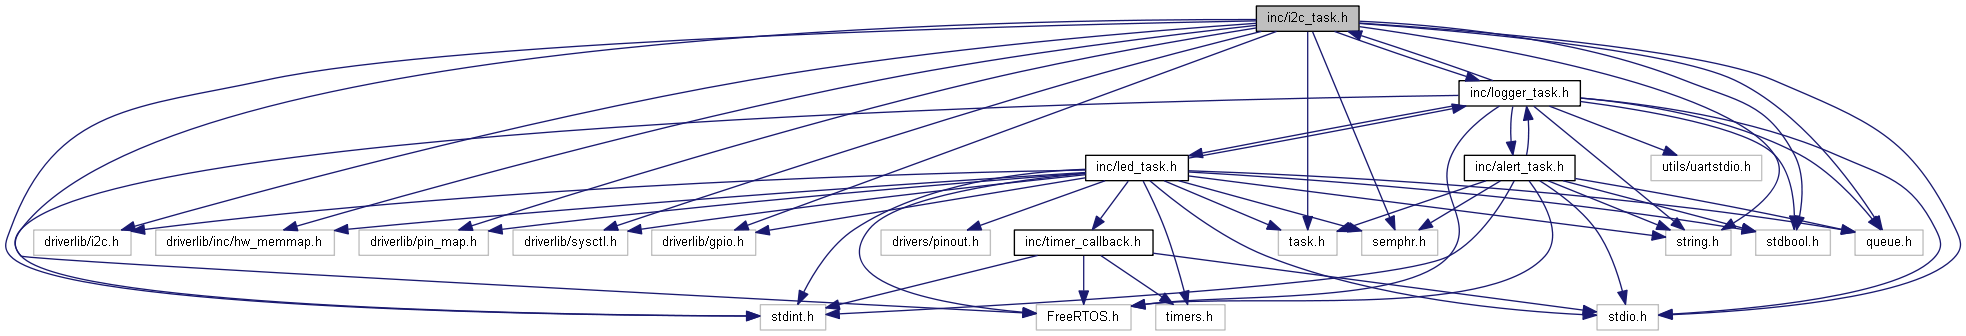 inc/i2c_task.h
inc/logger_task.h
inc/led_task.h
inc/alert_task.h
utils/uartstdio.h
driverlib/i2c.h
driverlib/inc/hw_memmap.h
driverlib/pin_map.h
driverlib/sysctl.h
driverlib/gpio.h
drivers/pinout.h
inc/timer_callback.h
task.h
semphr.h
string.h
stdbool.h
queue.h
stdint.h
FreeRTOS.h
timers.h
stdio.h